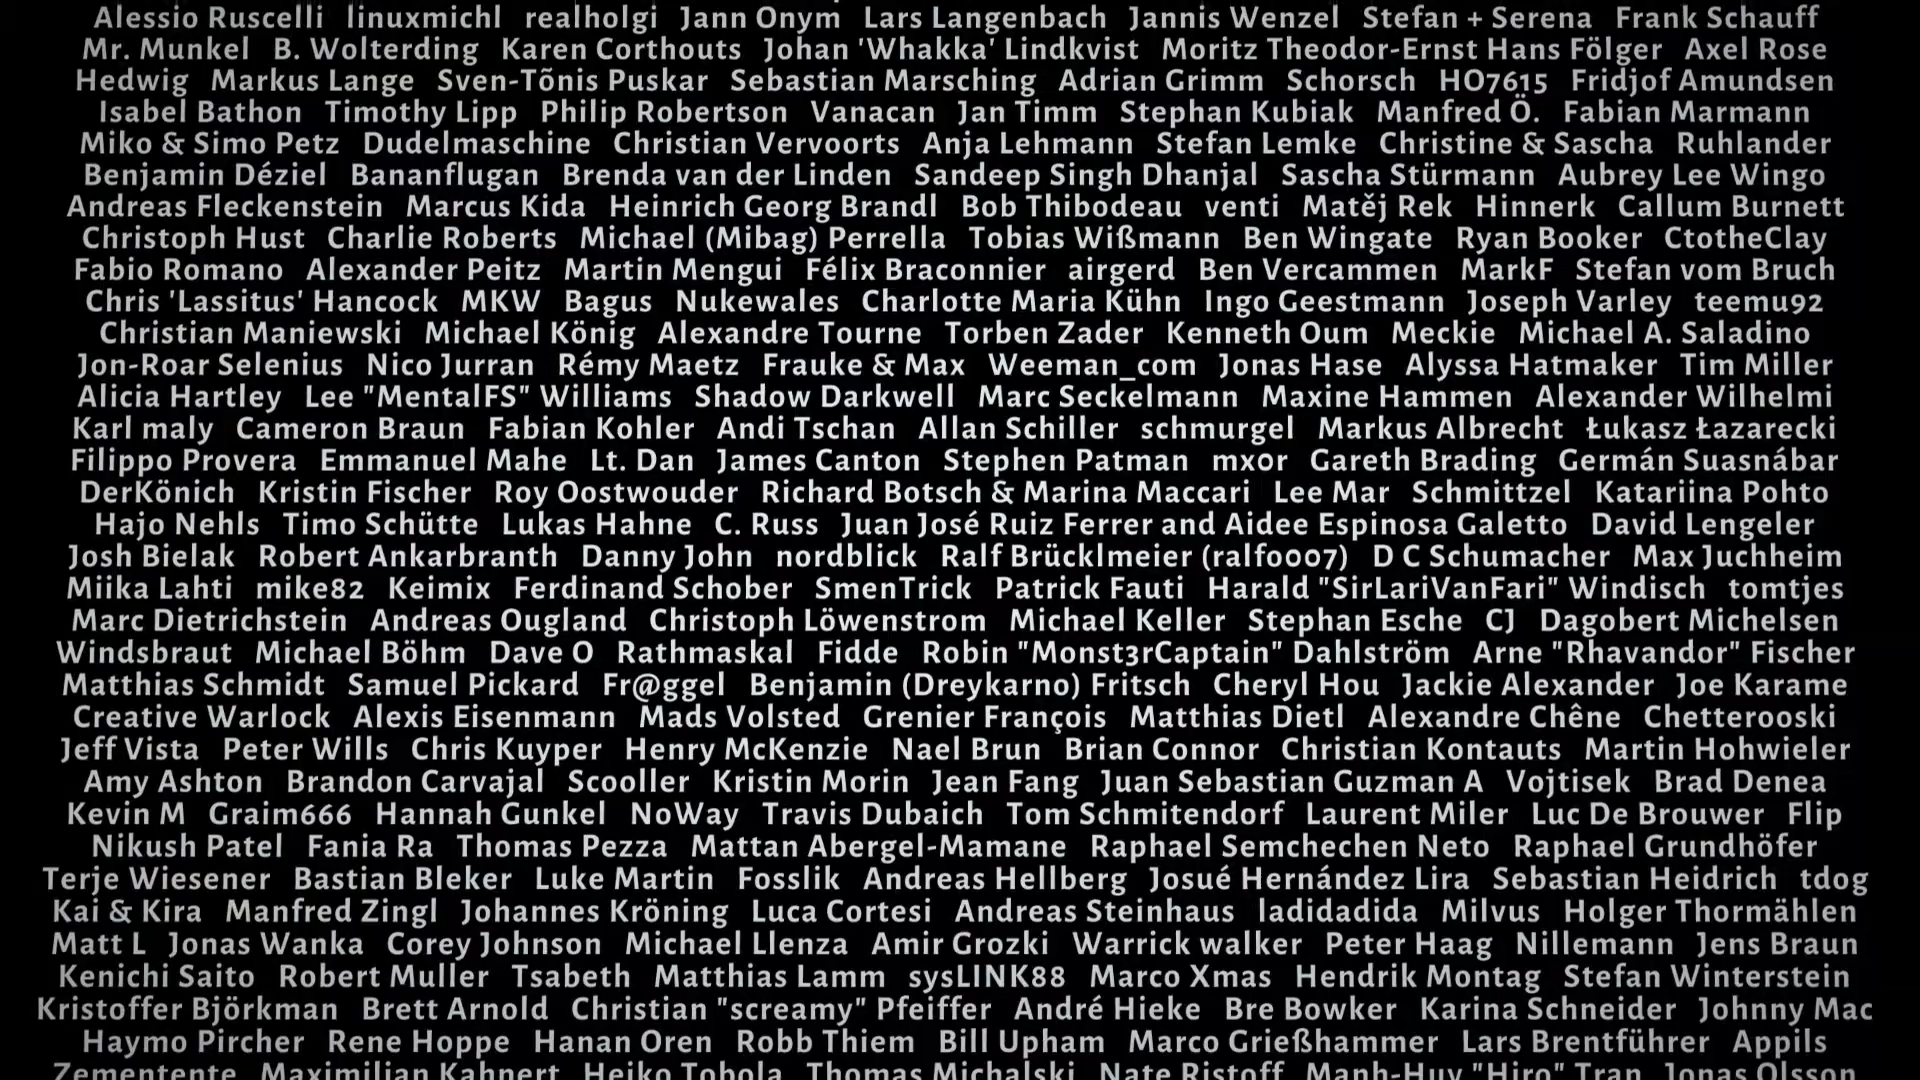 Alessio Ruscelli linuxmichl realholgi Jann Onym Lars Langenbach Jannis Wenzel Stefan + Serena Frank Schauff
Mr. Munkel B. Wolterding Karen Corthouts Johan 'Whakka' Lindkvist Moritz Theodor-Ernst Hans Fölger Axel Rose
Hedwig Markus Lange Sven-Tõnis Puskar Sebastian Marsching Adrian Grimm Schorsch HO7615 Fridjof Amundsen
Isabel Bathon Timothy Lipp Philip Robertson Vanacan Jan Timm Stephan Kubiak Manfred Ö. Fabian Marmann
Miko & Simo Petz Dudelmaschine Christian Vervoorts Anja Lehmann Stefan Lemke Christine & Sascha Ruhlander
Benjamin Déziel Bananflugan Brenda van der Linden Sandeep Singh Dhanjal Sascha Stürmann Aubrey Lee Wingo
Andreas Fleckenstein Marcus Kida Heinrich Georg Brandl Bob Thibodeau venti Matěj Rek Hinnerk Callum Burnett
Christoph Hust Charlie Roberts Michael (Mibag) Perrella Tobias Wißmann Ben Wingate Ryan Booker CtotheClay
Fabio Romano Alexander Peitz Martin Mengui Félix Braconnier airgerd Ben Vercammen MarkF Stefan vom Bruch
Chris 'Lassitus' Hancock MKW Bagus Nukewales Charlotte Maria Kühn Ingo Geestmann Joseph Varley teemu92
Christian Maniewski Michael König Alexandre Tourne Torben Zader Kenneth Oum Meckie Michael A. Saladino
Jon-Roar Selenius Nico Jurran Rémy Maetz Frauke & Max Weeman_com Jonas Hase Alyssa Hatmaker Tim Miller
Alicia Hartley Lee "MentalFS" Williams Shadow Darkwell Marc Seckelmann Maxine Hammen Alexander Wilhelmi
Karl maly Cameron Braun Fabian Kohler Andi Tschan Allan Schiller schmurgel Markus Albrecht Łukasz Łazarecki
Filippo Provera Emmanuel Mahe Lt. Dan James Canton Stephen Patman mx0r Gareth Brading Germán Suasnábar
DerKönich Kristin Fischer Roy Oostwouder Richard Botsch & Marina Maccari Lee Mar Schmittzel Katariina Pohto
Hajo Nehls Timo Schütte Lukas Hahne C. Russ Juan José Ruiz Ferrer and Aidee Espinosa Galetto David Lengeler
Josh Bielak Robert Ankarbranth Danny John nordblick Ralf Brücklmeier (ralf0007) D C Schumacher Max Juchheim
Miika Lahti mike82 Keimix Ferdinand Schober SmenTrick Patrick Fauti Harald "SirLariVanFari" Windisch tomtjes
Marc Dietrichstein Andreas Ougland Christoph Löwenstrom Michael Keller Stephan Esche CJ Dagobert Michelsen
Windsbraut Michael Böhm Dave O Rathmaskal Fidde Robin "Monst3rCaptain" Dahlström Arne "Rhavandor" Fischer
Matthias Schmidt Samuel Pickard Fr@ggel Benjamin (Dreykarno) Fritsch Cheryl Hou Jackie Alexander Joe Karame
Creative Warlock Alexis Eisenmann Mads Volsted Grenier François Matthias Dietl Alexandre Chêne Chetterooski
Jeff Vista Peter Wills Chris Kuyper Henry McKenzie Nael Brun Brian Connor Christian Kontauts Martin Hohwieler
Amy Ashton Brandon Carvajal Scooller Kristin Morin Jean Fang Juan Sebastian Guzman A Vojtisek Brad Denea
Kevin M Graim666 Hannah Gunkel NoWay Travis Dubaich Tom Schmitendorf Laurent Miler Luc De Brouwer Flip
Nikush Patel Fania Ra Thomas Pezza Mattan Abergel-Mamane Raphael Semchechen Neto Raphael Grundhöfer
Terje Wiesener Bastian Bleker Luke Martin Fosslik Andreas Hellberg Josué Hernández Lira Sebastian Heidrich tdog
Kai & Kira Manfred Zingl Johannes Kröning Luca Cortesi Andreas Steinhaus ladidadida Milvus Holger Thormählen
Matt L Jonas Wanka Corey Johnson Michael Llenza Amir Grozki Warrick walker Peter Haag Nillemann Jens Braun
Kenichi Saito Robert Muller Tsabeth Matthias Lamm sysLINK88 Marco Xmas Hendrik Montag Stefan Winterstein
Kristoffer Björkman Brett Arnold Christian "screamy" Pfeiffer André Hieke Bre Bowker Karina Schneider Johnny Mac
Haymo Pircher Rene Hoppe Hanan Oren Robb Thiem Bill Upham Marco Grießhammer Lars Brentführer Appils
Zementente Maximilian Kahnert Heiko Tobola Thomas Michalski Nate Ristoff Manh-Huy "Hiro" Tran Jonas Olsson